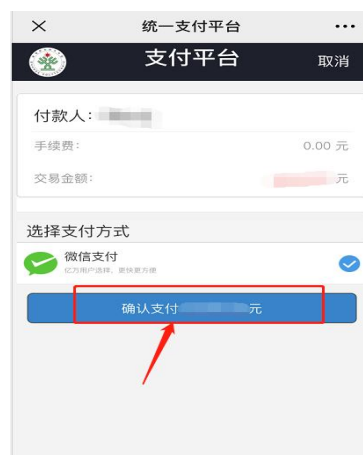 统一支付平台
支付平台 取消
付款人:
手续费: 0.00 元
交易金额: 元
选择支付方式
微信支付
亿万用户选择，更快更方便
确认支付 元